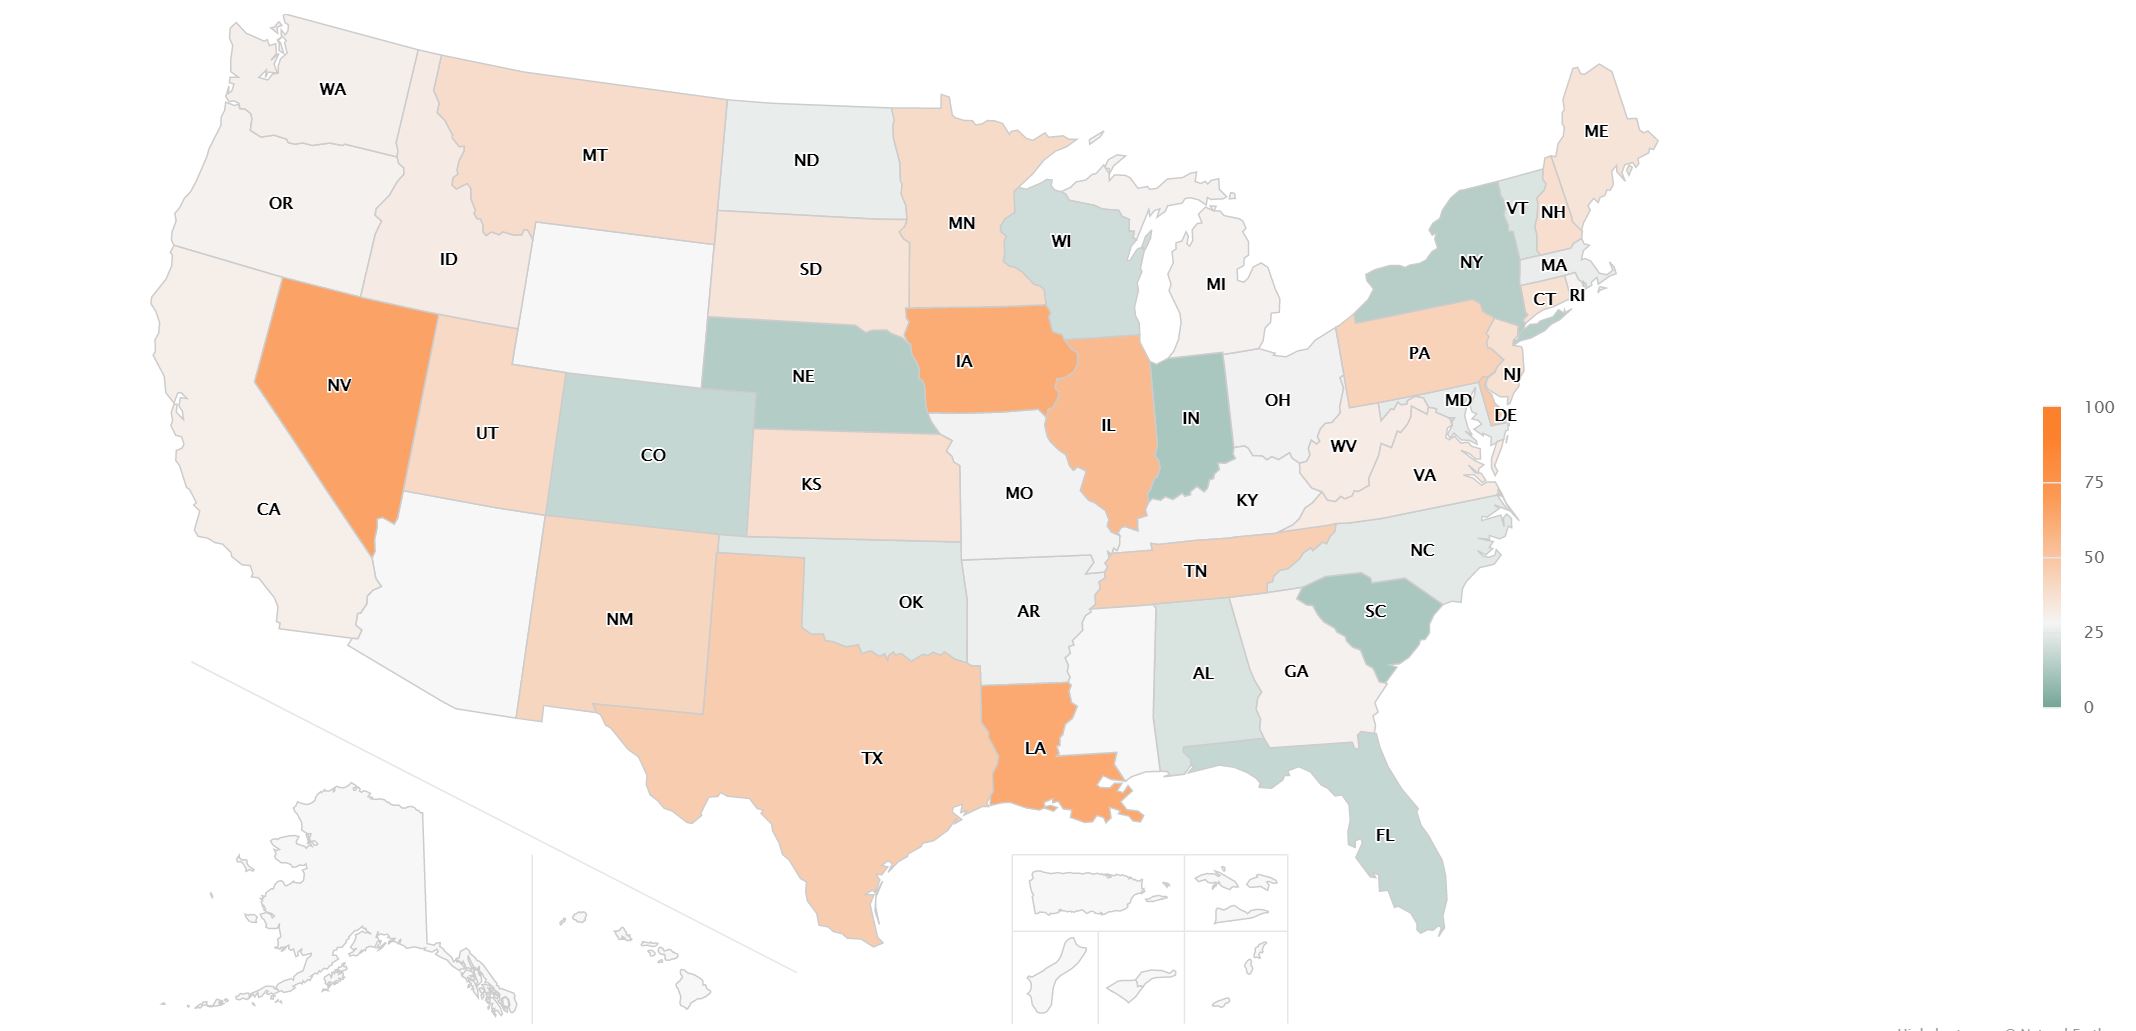 WA
ME
MT
ND
OR
VT
NH
MN
WI
ID
NY
MA
SD
MI
CT
RI
PA
IA
NE
NJ
NV
OH
MD
DE
100
IL
IN
UT
WV
CO
VA
KS
75
MO
KY
CA
NC
50
TN
OK
AR
SC
NM
25
AL
GA
0
LA
TX
FL